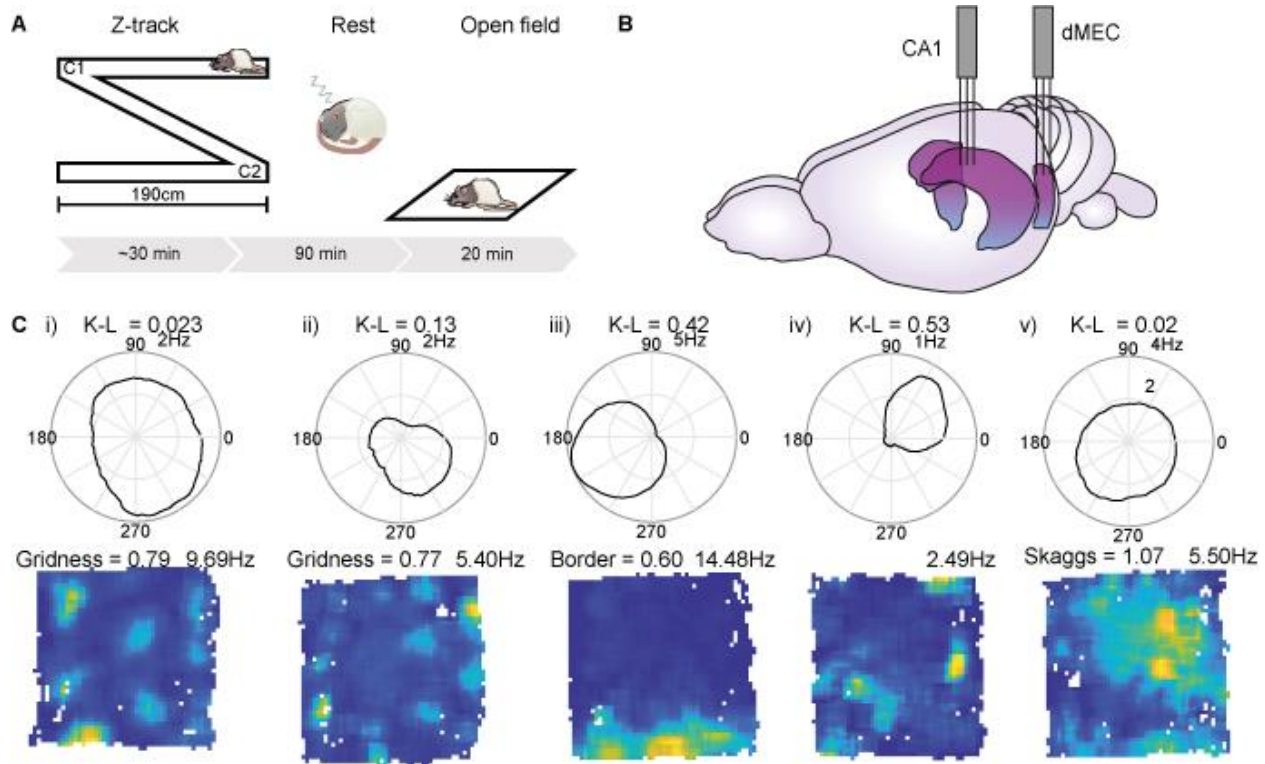 A Z-track Rest Open field
C1
C2
190cm
~30 min 90 min 20 min
zzz
B
CA1
dMEC
C i) K-L = 0.023 ii) K-L = 0.13 iii) K-L = 0.42 iv) K-L = 0.53 v) K-L = 0.02
90 2Hz 90 2Hz 90 5Hz 90 1Hz 90 4Hz
2
180 0 180 0 180 0 180 0 180 0
270 270 270 270 270
Gridness = 0.79 9.69Hz Gridness = 0.77 5.40Hz Border = 0.60 14.48Hz 2.49Hz Skaggs = 1.07 5.50Hz